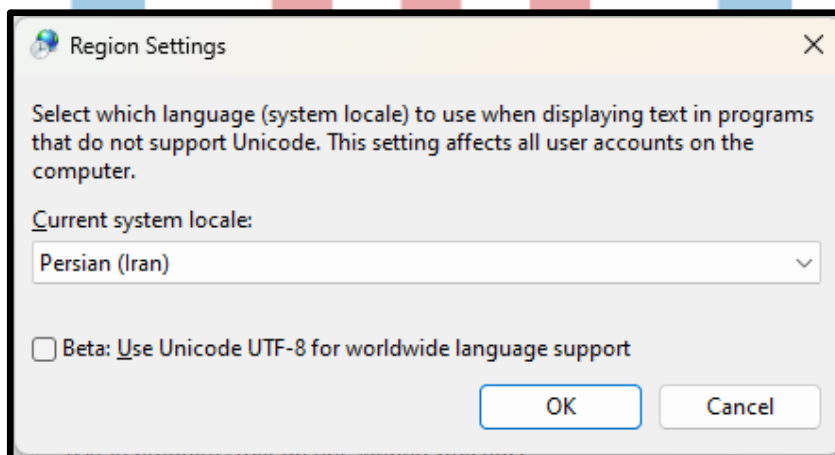 Region Settings
Select which language (system locale) to use when displaying text in programs
that do not support Unicode. This setting affects all user accounts on the
computer.
Current system locale:
Persian (Iran)
Beta: Use Unicode UTF-8 for worldwide language support
OK
Cancel